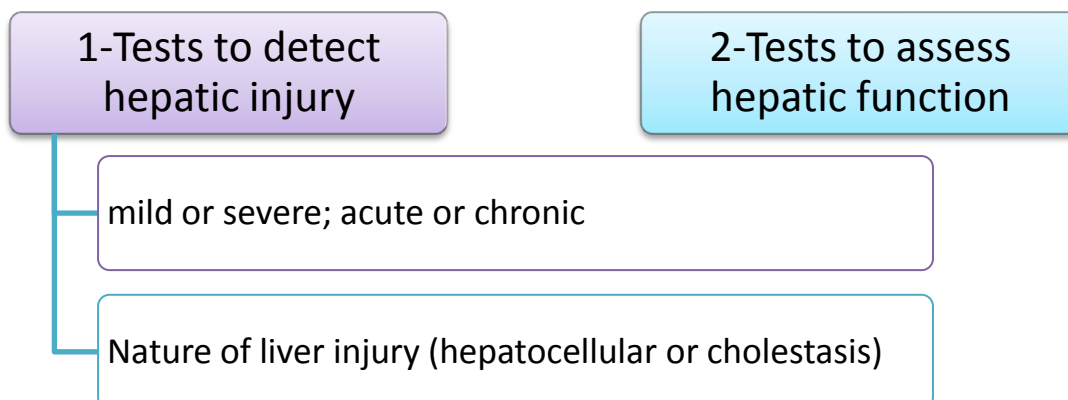 1-Tests to detect
hepatic injury
2-Tests to assess
hepatic function
mild or severe; acute or chronic
Nature of liver injury (hepatocellular or cholestasis)